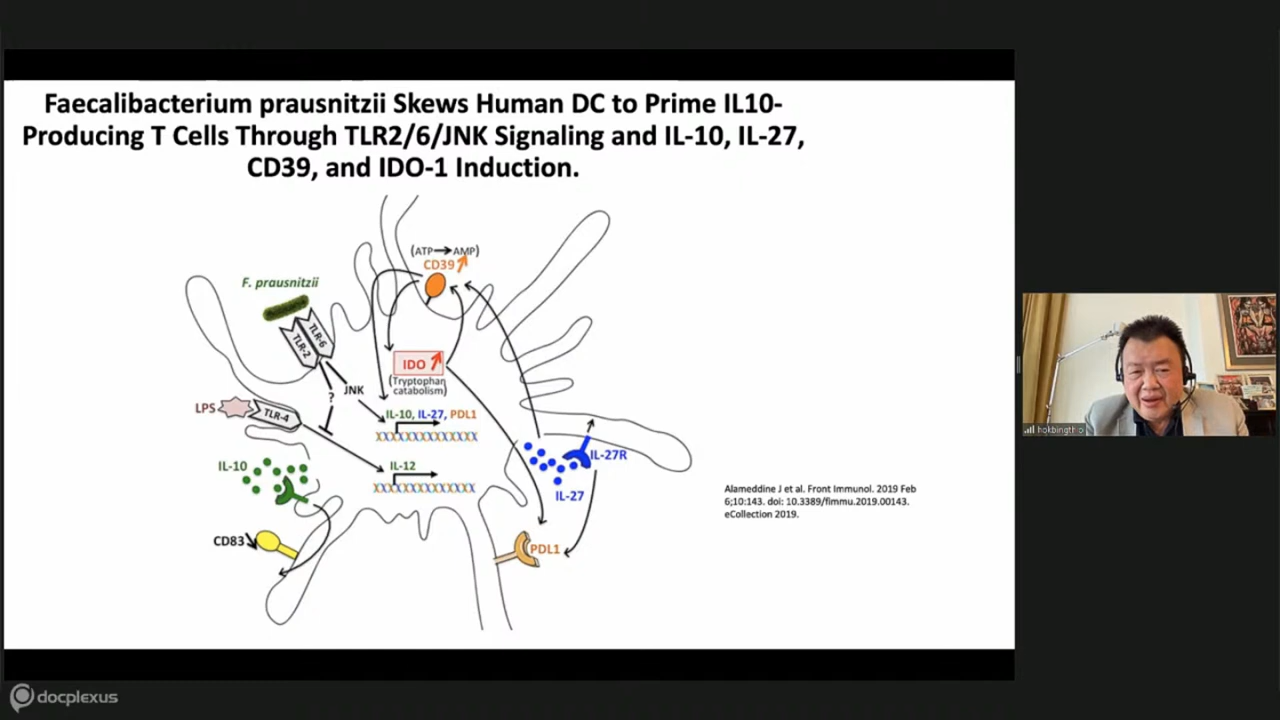 Faecalibacterium prausnitzii Skews Human DC to Prime IL10-
Producing T Cells Through TLR2/6/JNK Signaling and IL-10, IL-27,
CD39, and IDO-1 Induction.
(ATP→AMP)
CD39
F. prausnitzii
TLR-2
TLR-6
IDO
(Tryptophan
catabolism)
JNK
?
LPS
TLR-4
IL-10, IL-27, PDL1
IL-10
IL-12
IL-27R
IL-27
CD83
PDL1
Alameddine J et al. Front Immunol. 2019 Feb
6;10:143. doi: 10.3389/fimmu.2019.00143.
eCollection 2019.
docplexus